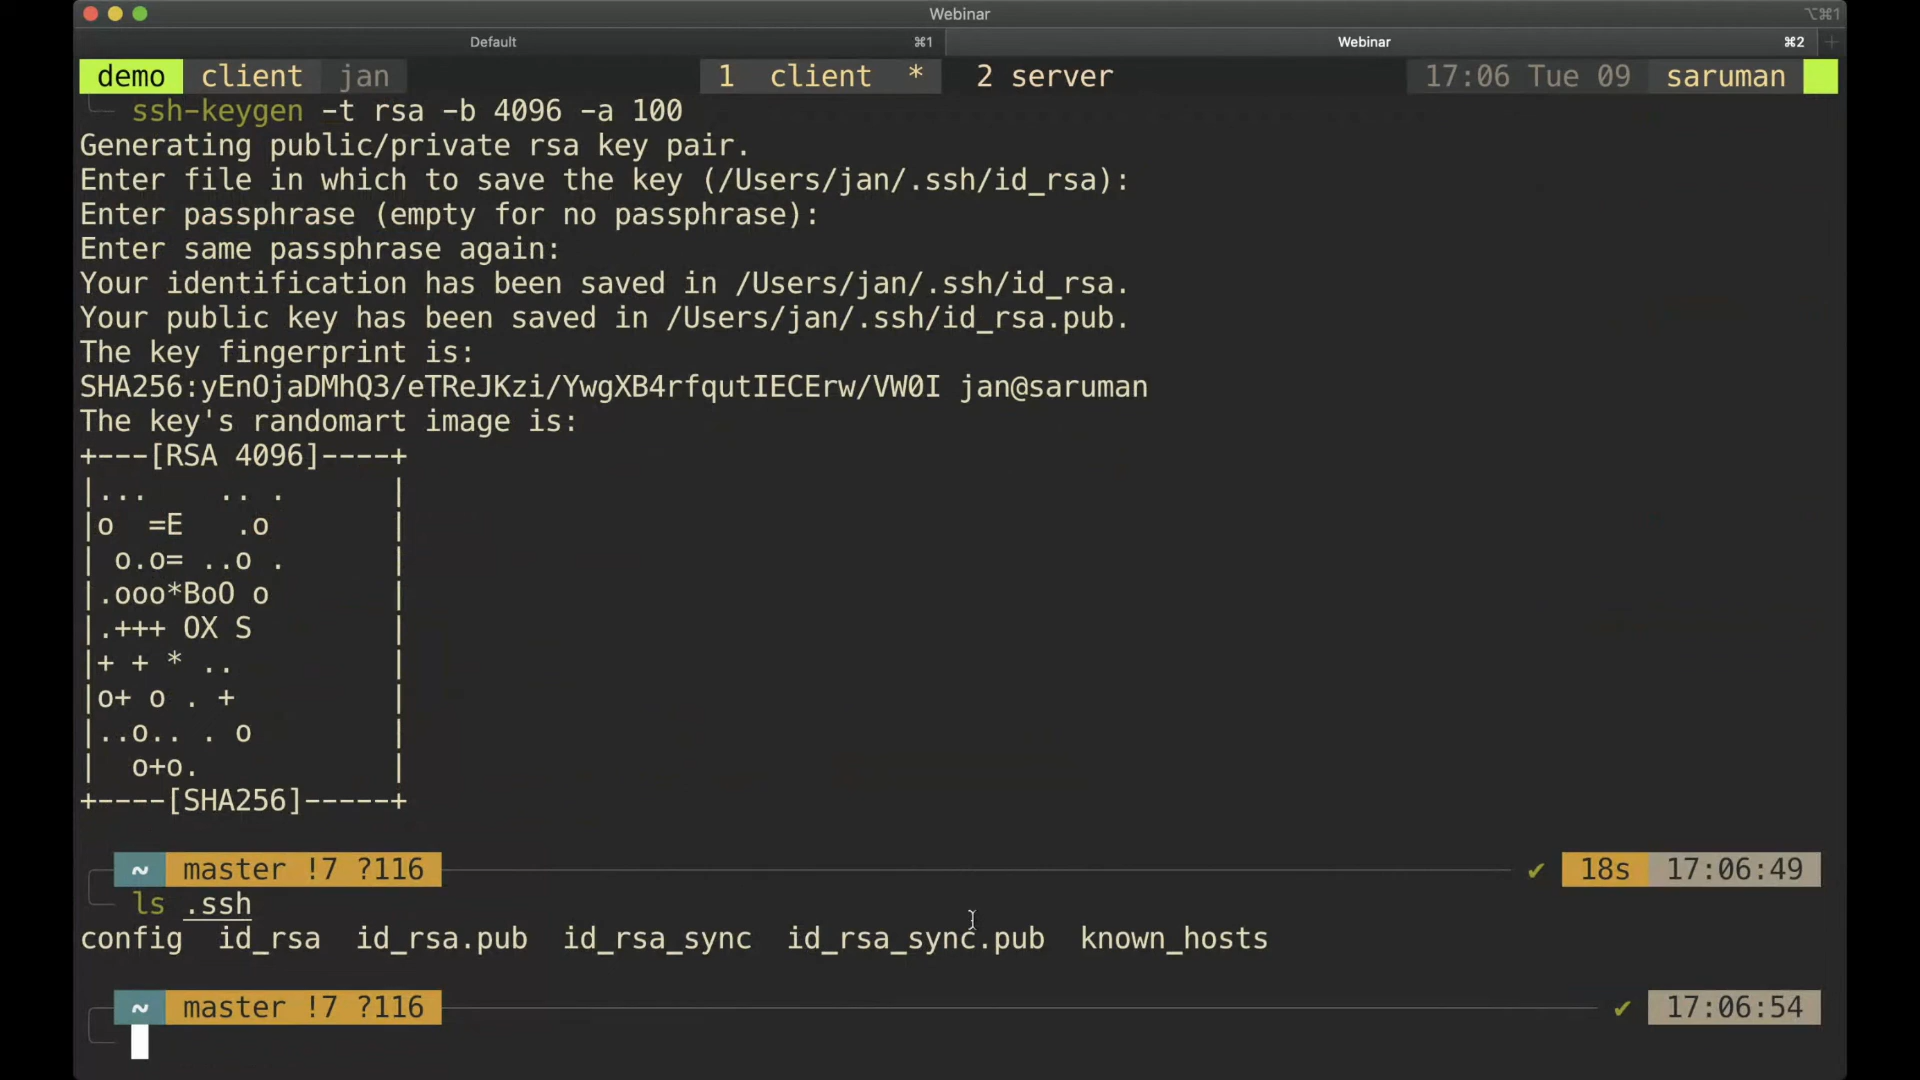 Webinar ⌥⌘1
Default ⌘1 Webinar ⌘2 +
demo client jan 1 client * 2 server 17:06 Tue 09 saruman
ssh-keygen -t rsa -b 4096 -a 100
Generating public/private rsa key pair.
Enter file in which to save the key (/Users/jan/.ssh/id_rsa):
Enter passphrase (empty for no passphrase):
Enter same passphrase again:
Your identification has been saved in /Users/jan/.ssh/id_rsa.
Your public key has been saved in /Users/jan/.ssh/id_rsa.pub.
The key fingerprint is:
SHA256:yEnOjaDMhQ3/eTReJKzi/YwgXB4rfqutIECErw/VW0I jan@saruman
The key's randomart image is:
+---[RSA 4096]----+
|...    .. .      |
|o  =E   .o       |
| o.o= ..o .      |
|.ooo*BoO o       |
|.+++ OX S        |
|+ + * ..         |
|o+ o . +         |
|..o.. . o        |
|  o+o.           |
+----[SHA256]-----+
~ master !7 ?116 ✔ 18s 17:06:49
ls .ssh
config id_rsa id_rsa.pub id_rsa_sync id_rsa_sync.pub known_hosts
~ master !7 ?116 ✔ 17:06:54